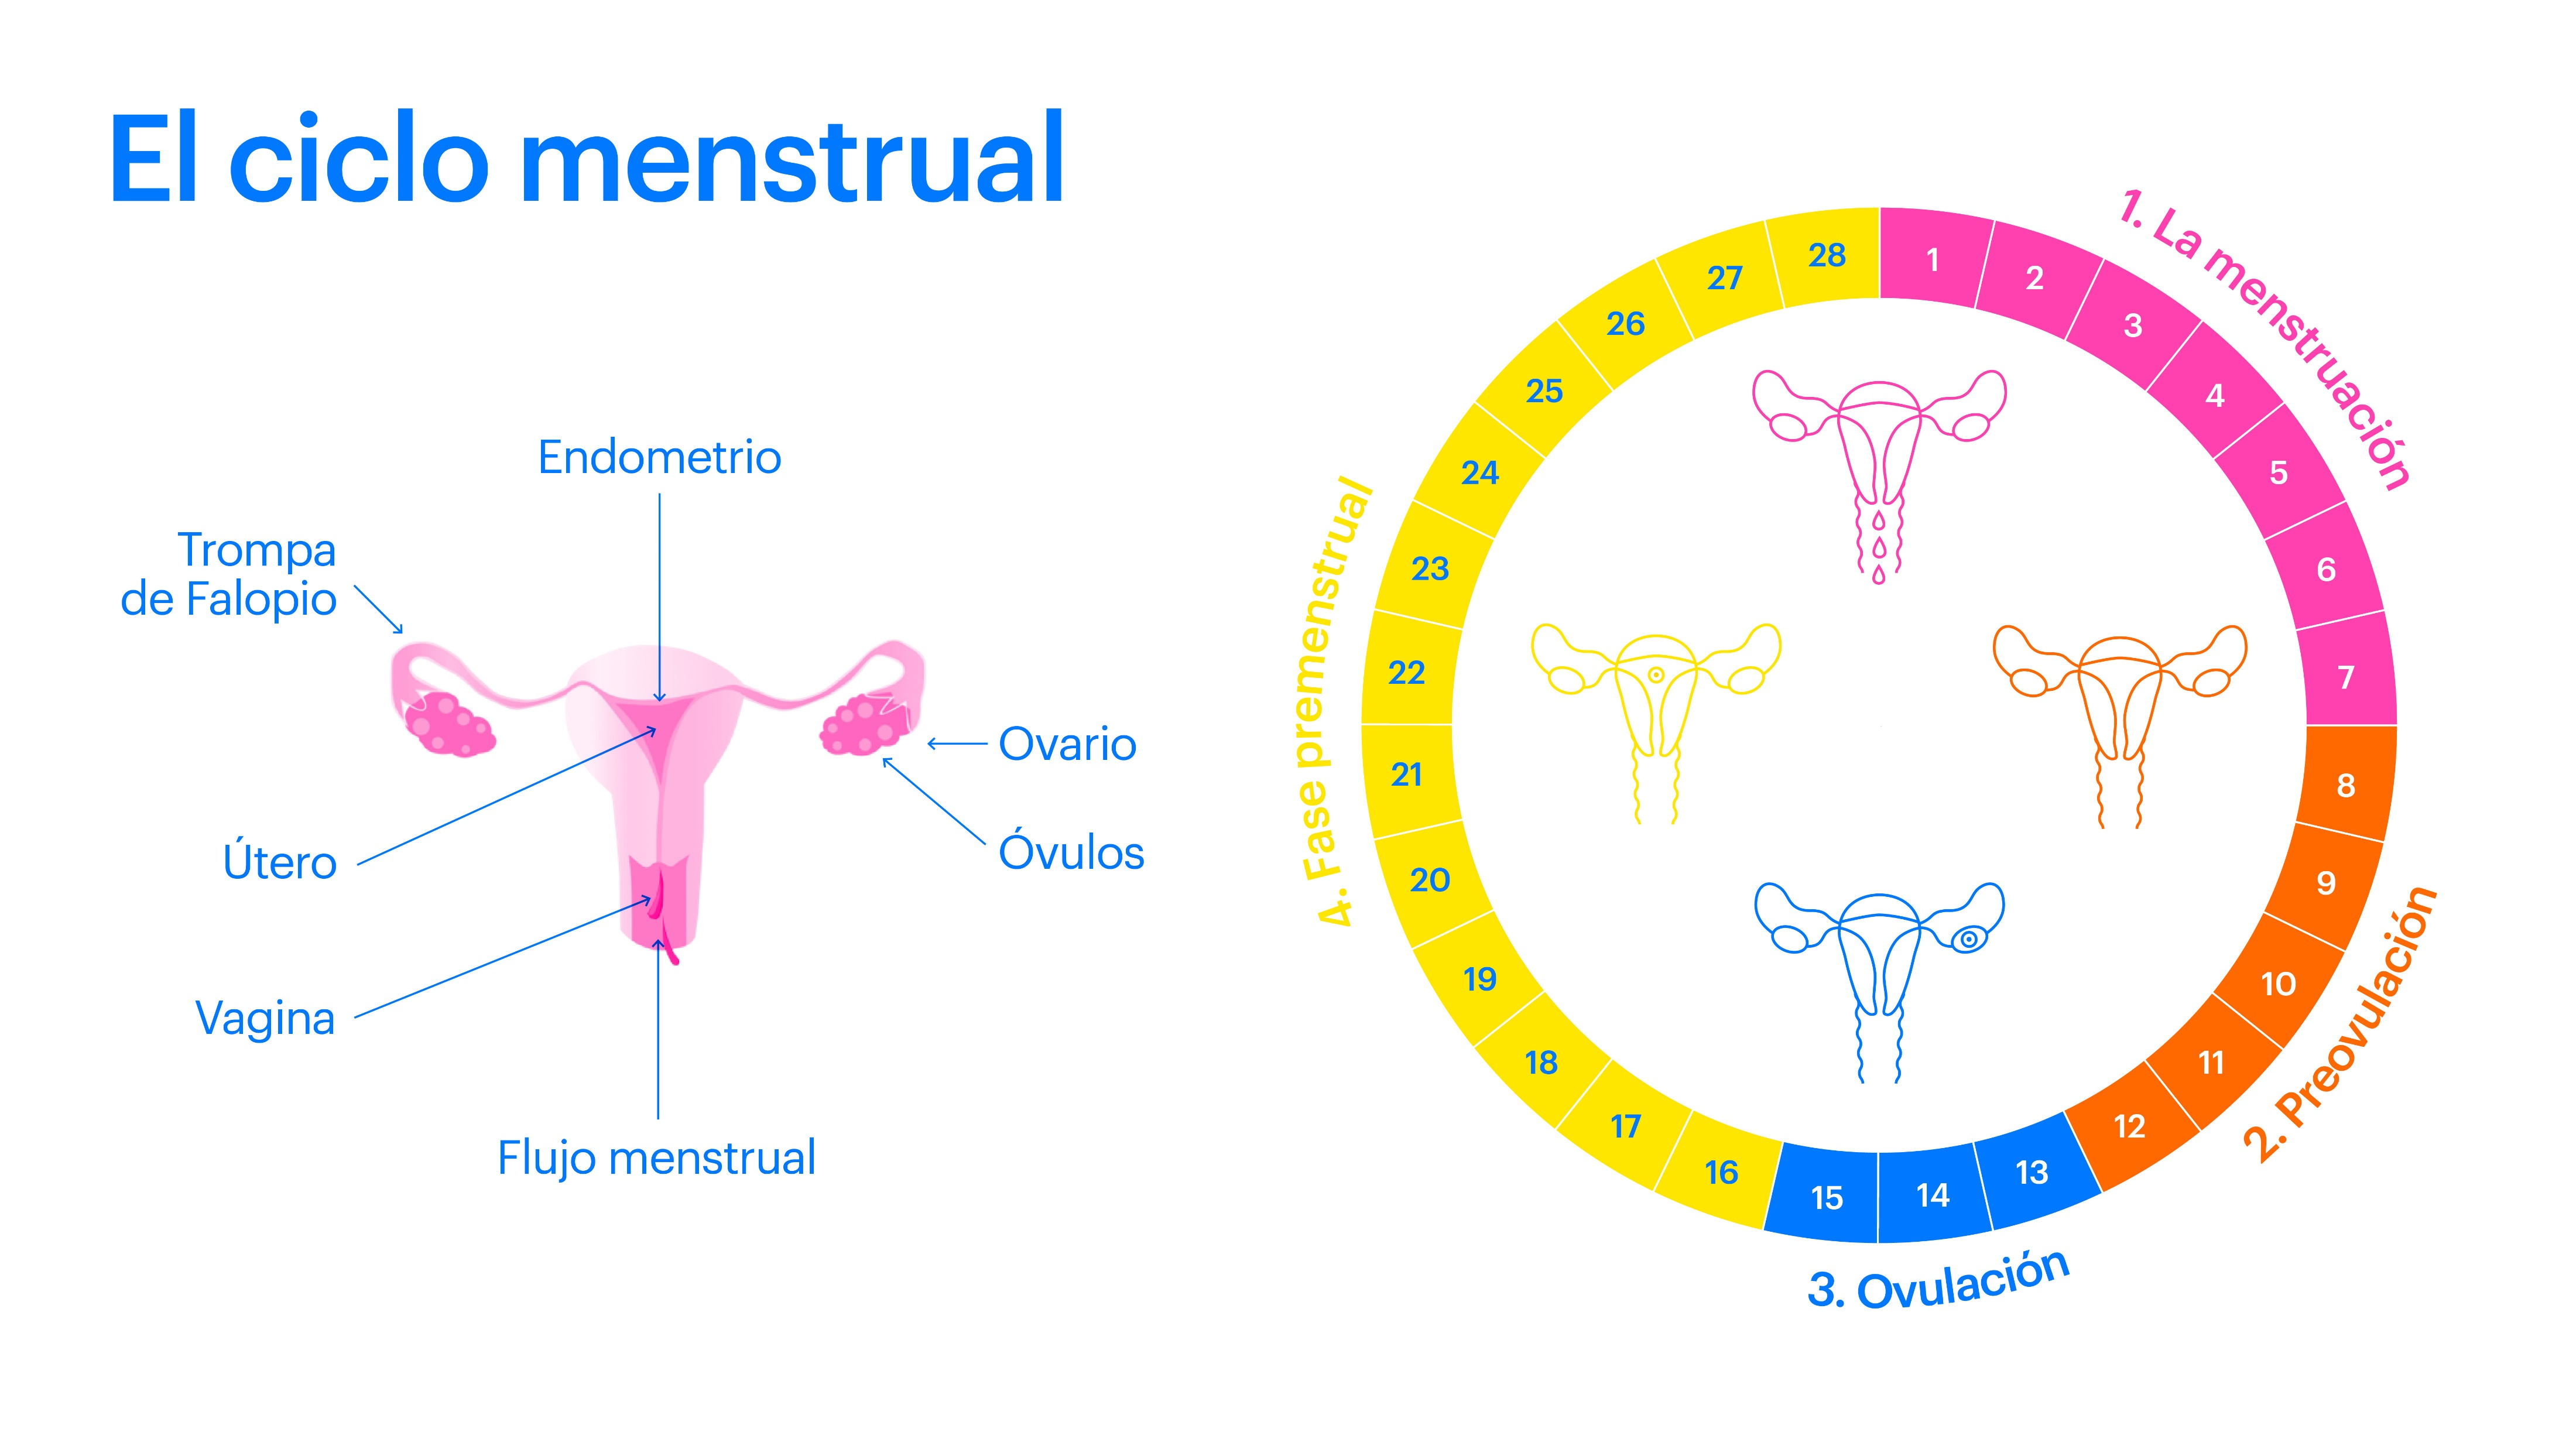 El ciclo menstrual
Endometrio
Trompa
de Falopio
Ovario
Óvulos
Útero
Vagina
Flujo menstrual
1. La menstruación
2. Preovulación
3. Ovulación
4. Fase premenstrual
1
2
3
4
5
6
7
8
9
10
11
12
13
14
15
16
17
18
19
20
21
22
23
24
25
26
27
28